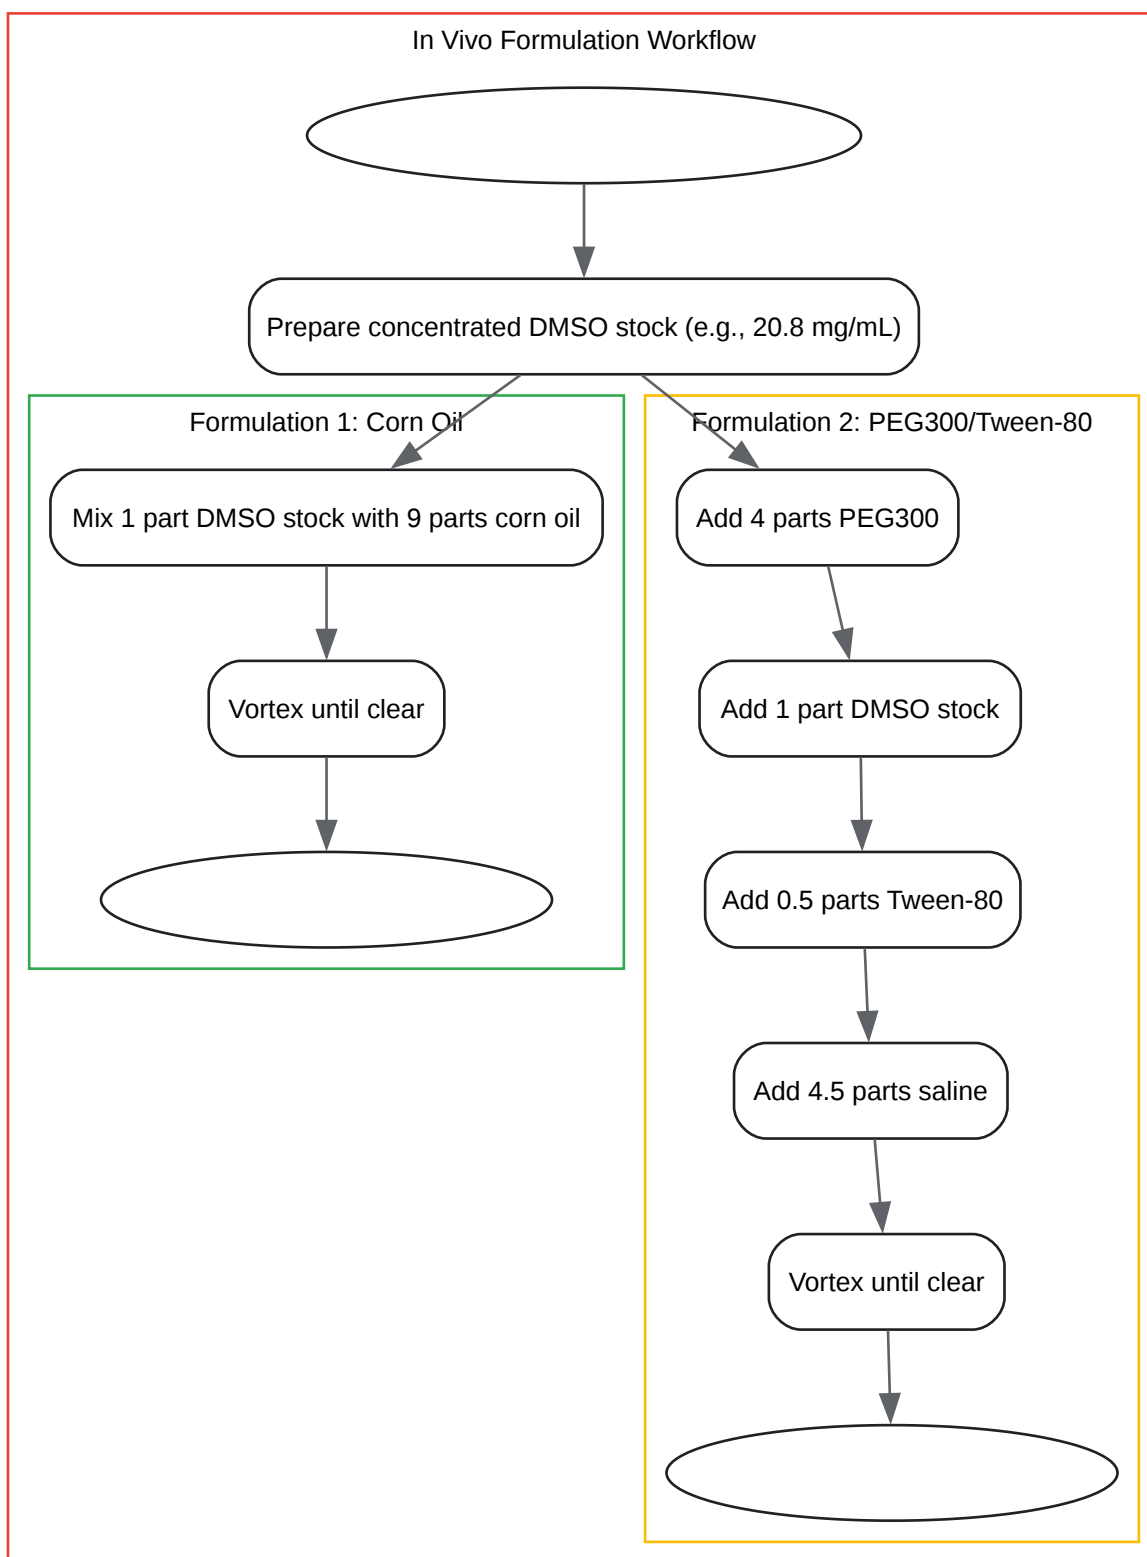 In Vivo Formulation Workflow
Prepare concentrated DMSO stock (e.g., 20.8 mg/mL)
Formulation 1: Corn Oil
Mix 1 part DMSO stock with 9 parts corn oil
Vortex until clear
Formulation 2: PEG300/Tween-80
Add 4 parts PEG300
Add 1 part DMSO stock
Add 0.5 parts Tween-80
Add 4.5 parts saline
Vortex until clear